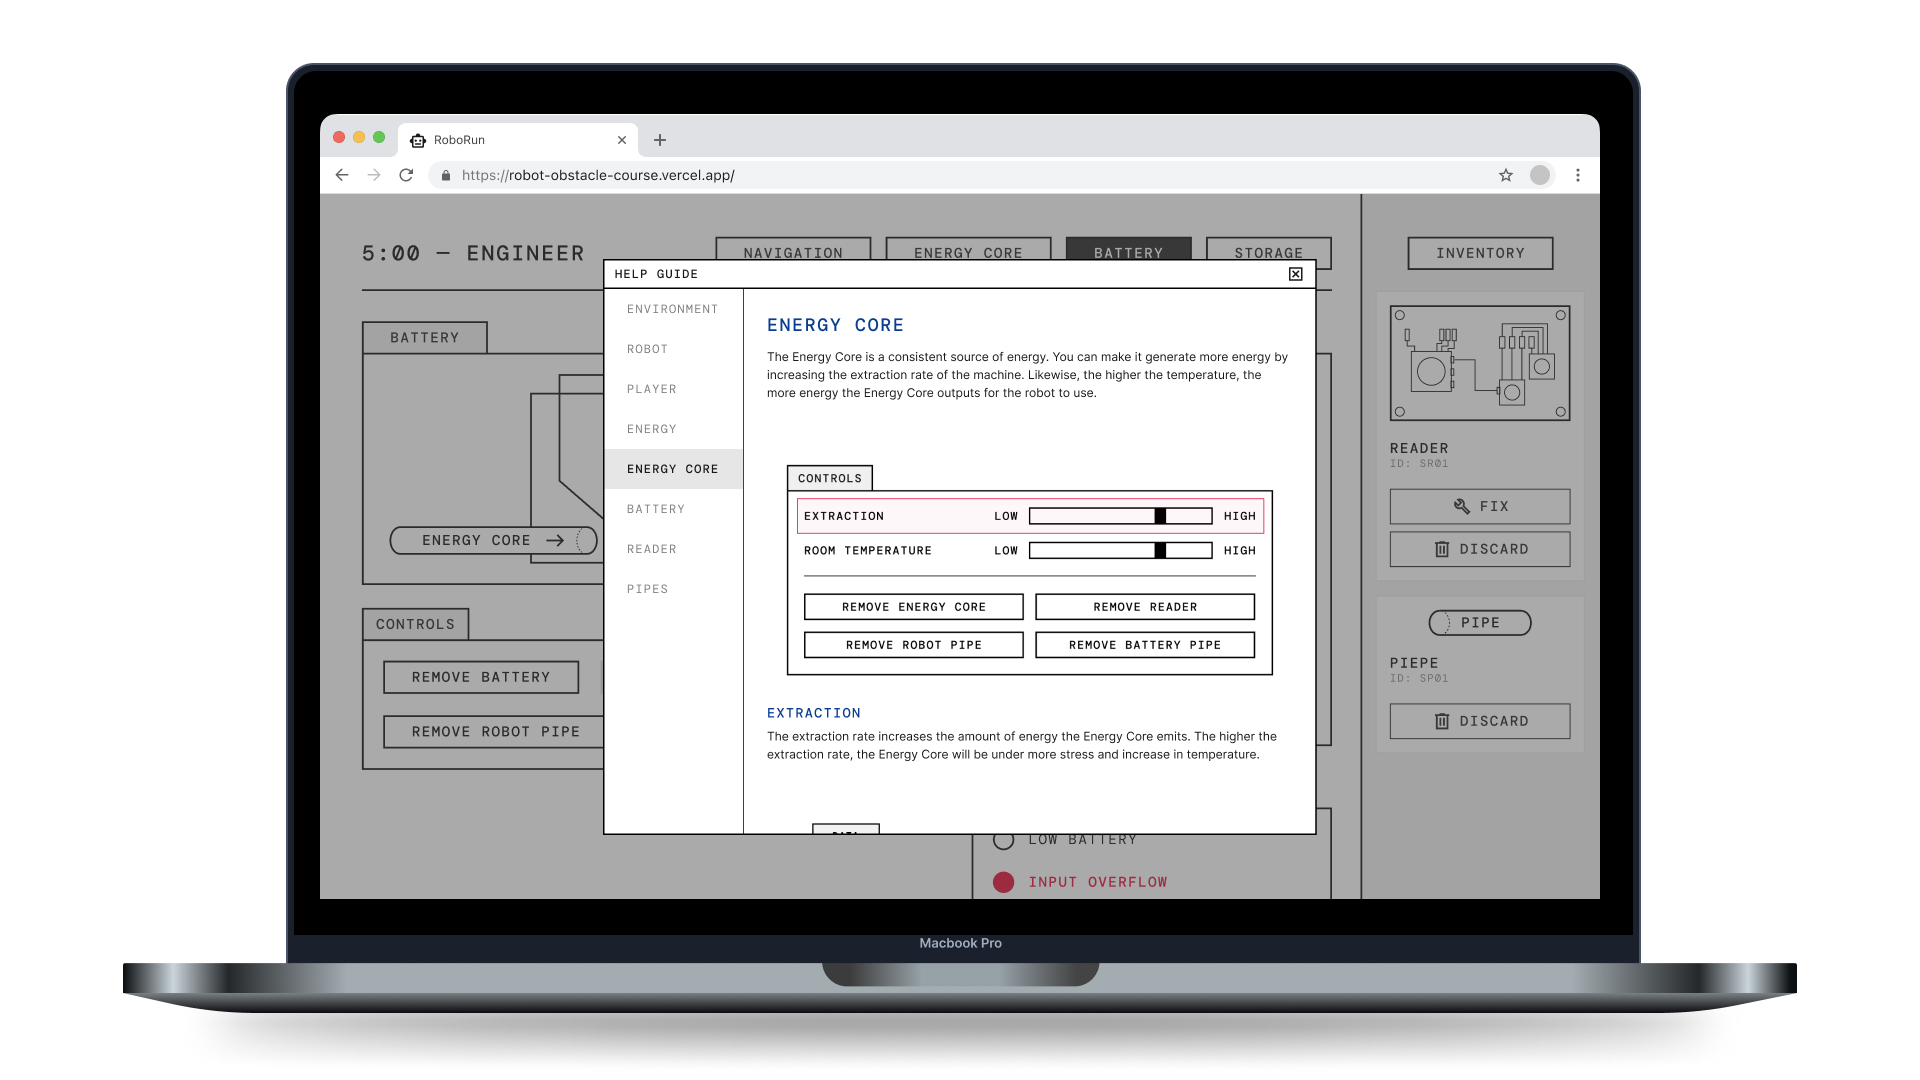 RoboRun
https://robot-obstacle-course.vercel.app/
5:00 — ENGINEER
NAVIGATION
ENERGY CORE
BATTERY
STORAGE
INVENTORY
BATTERY
ENERGY CORE
CONTROLS
REMOVE BATTERY
REMOVE ROBOT PIPE
HELP GUIDE
ENVIRONMENT
ROBOT
PLAYER
ENERGY
ENERGY CORE
BATTERY
READER
PIPES
ENERGY CORE
The Energy Core is a consistent source of energy. You can make it generate more energy by
increasing the extraction rate of the machine. Likewise, the higher the temperature, the
more energy the Energy Core outputs for the robot to use.
CONTROLS
EXTRACTION LOW HIGH
ROOM TEMPERATURE LOW HIGH
REMOVE ENERGY CORE
REMOVE READER
REMOVE ROBOT PIPE
REMOVE BATTERY PIPE
EXTRACTION
The extraction rate increases the amount of energy the Energy Core emits. The higher the
extraction rate, the Energy Core will be under more stress and increase in temperature.
LOW BATTERY
INPUT OVERFLOW
READER
ID: SR01
FIX
DISCARD
PIPE
PIEPE
ID: SP01
DISCARD
Macbook Pro